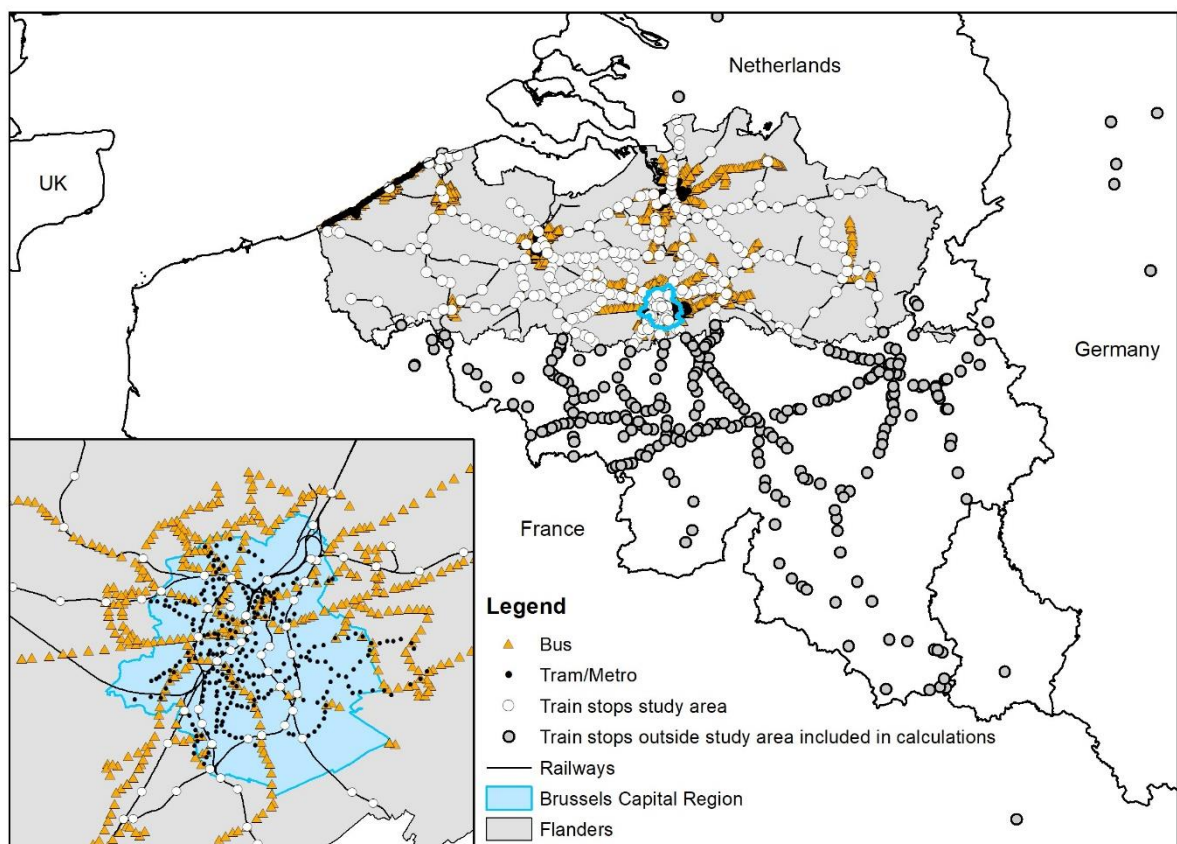 Netherlands
UK
Germany
France
Legend
Bus
Tram/Metro
Train stops study area
Train stops outside study area included in calculations
Railways
Brussels Capital Region
Flanders